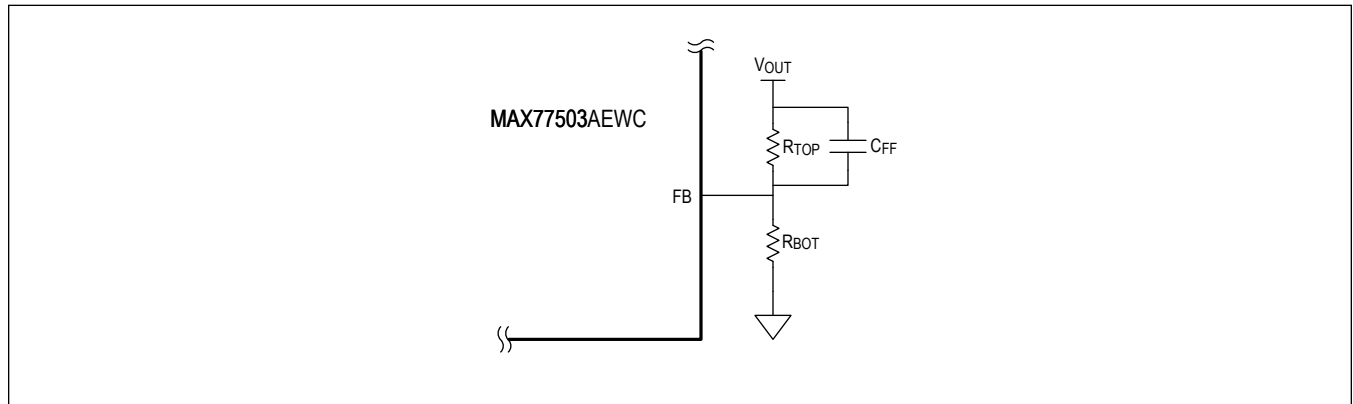 VOUT
MAX77503AEWC
RTOP
CFF
FB
RBOT